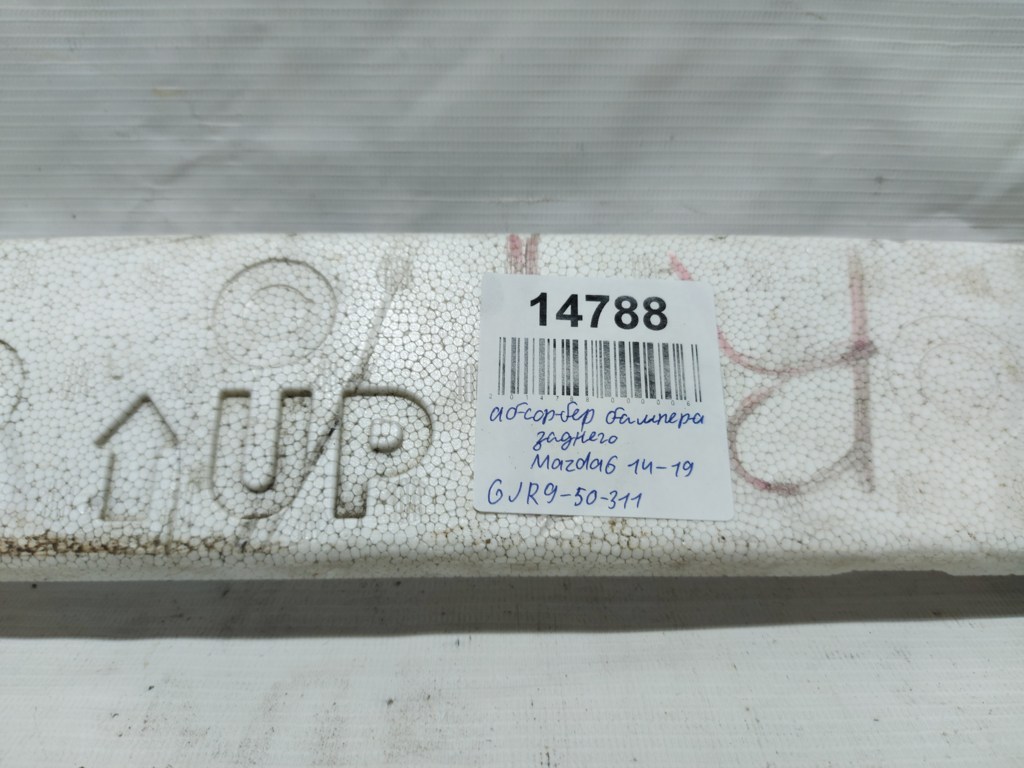 UP
14788
абсорбер бампера
заднего
Mazda6 14-19
GJR9-50-311